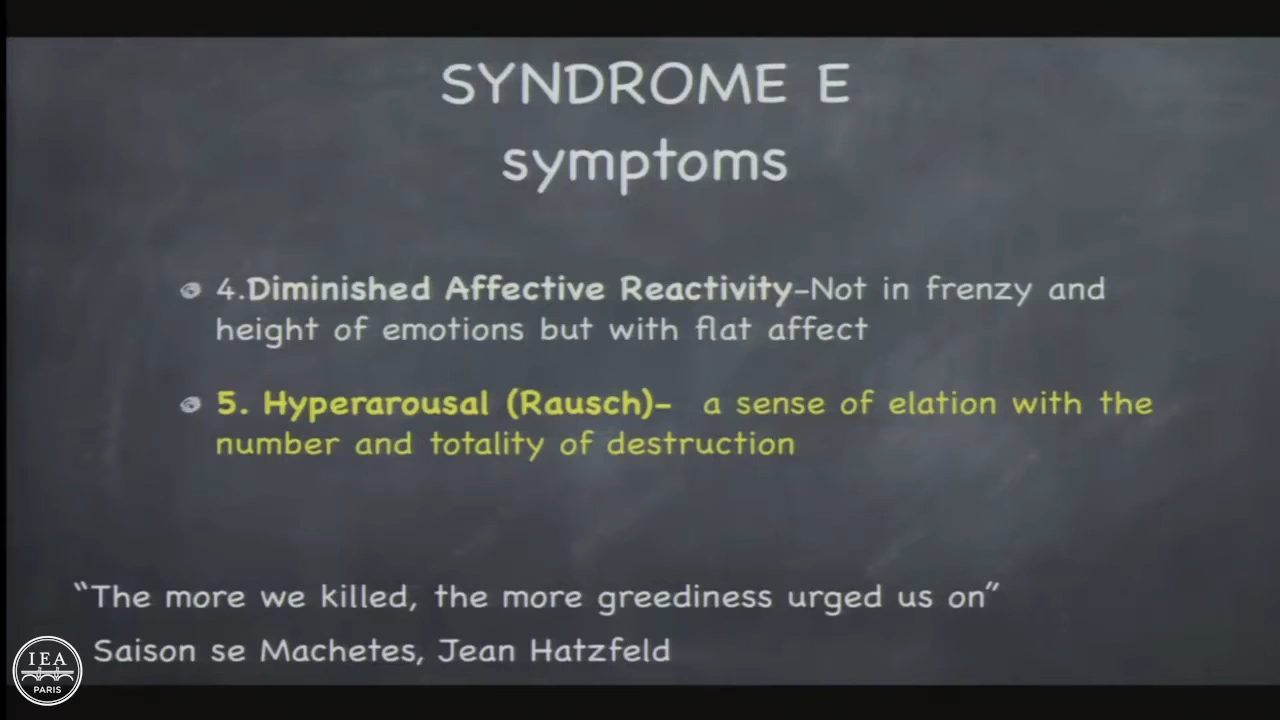 SYNDROME E
symptoms
4.Diminished Affective Reactivity-Not in frenzy and
height of emotions but with flat affect
5. Hyperarousal (Rausch)- a sense of elation with the
number and totality of destruction
"The more we killed, the more greediness urged us on"
Saison se Machetes, Jean Hatzfeld
IEA
PARIS